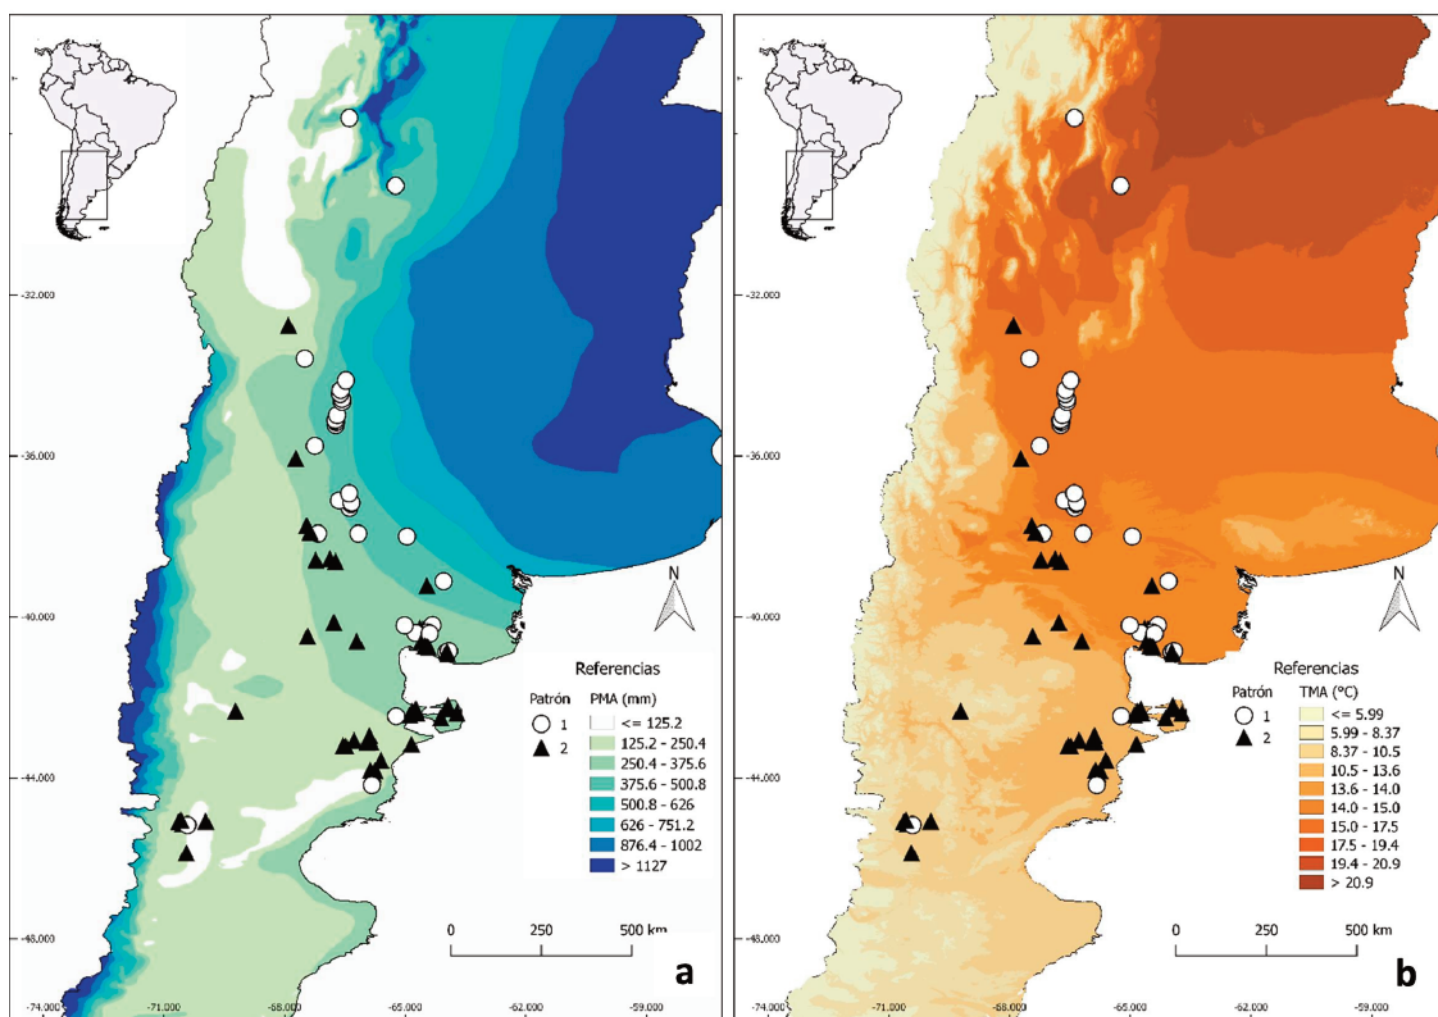 -32.000
-36.000
-40.000
-44.000
-48.000
-74.000
-71.000
-68.000
-65.000
-62.000
-59.000
N
Referencias
Patrón
1
2
PMA (mm)
<= 125.2
125.2 - 250.4
250.4 - 375.6
375.6 - 500.8
500.8 - 626
626 - 751.2
876.4 - 1002
> 1127
0
250
500 km
a
-32.000
-36.000
-40.000
-44.000
-48.000
-74.000
-71.000
-68.000
-65.000
-62.000
-59.000
N
Referencias
Patrón
1
2
TMA (°C)
<= 5.99
5.99 - 8.37
8.37 - 10.5
10.5 - 13.6
13.6 - 14.0
14.0 - 15.0
15.0 - 17.5
17.5 - 19.4
19.4 - 20.9
> 20.9
0
250
500 km
b